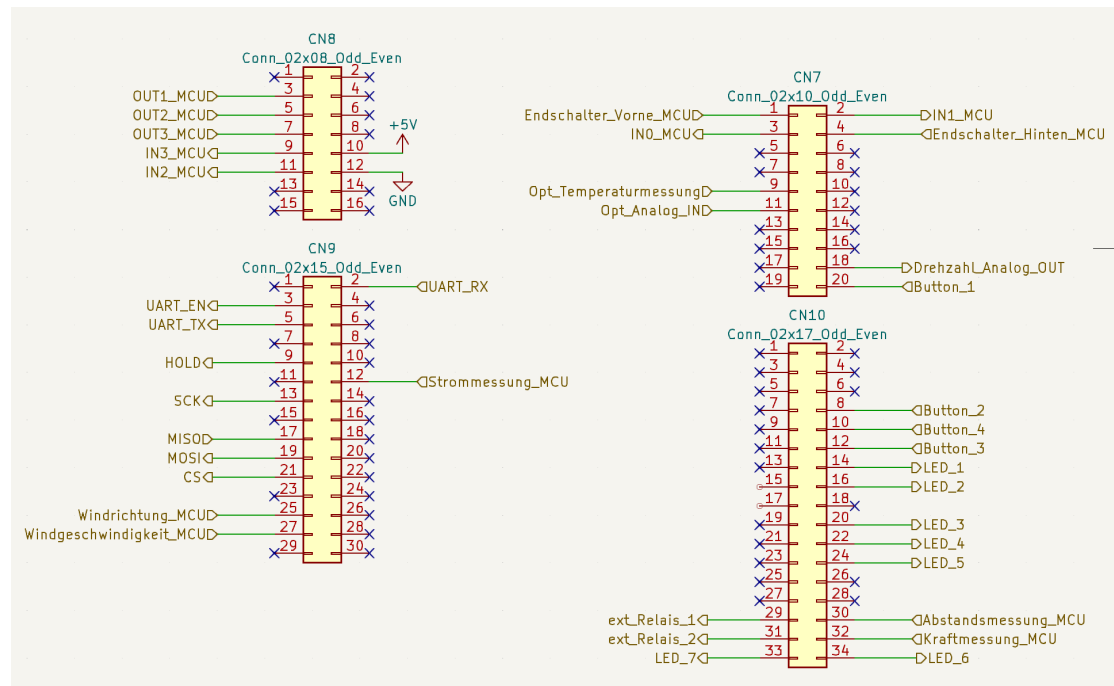 CN8
Conn_02x08_Odd_Even
1 2
OUT1_MCU 3 4
OUT2_MCU 5 6
OUT3_MCU 7 8
+5V
IN3_MCU 9 10
IN2_MCU 11 12
13 14
GND
15 16
CN9
Conn_02x15_Odd_Even
1 2 UART_RX
UART_EN 3 4
UART_TX 5 6
7 8
HOLD 9 10
11 12 Strommessung_MCU
SCK 13 14
15 16
MISO 17 18
MOSI 19 20
CS 21 22
23 24
Windrichtung_MCU 25 26
Windgeschwindigkeit_MCU 27 28
29 30
CN7
Conn_02x10_Odd_Even
Endschalter_Vorne_MCU 1 2 IN1_MCU
IN0_MCU 3 4 Endschalter_Hinten_MCU
5 6
7 8
Opt_Temperaturmessung 9 10
Opt_Analog_IN 11 12
13 14
15 16
17 18 Drehzahl_Analog_OUT
19 20 Button_1
CN10
Conn_02x17_Odd_Even
1 2
3 4
5 6
7 8 Button_2
9 10 Button_4
11 12 Button_3
13 14 LED_1
15 16 LED_2
17 18
19 20 LED_3
21 22 LED_4
23 24 LED_5
25 26
27 28
ext_Relais_1 29 30 Abstandsmessung_MCU
ext_Relais_2 31 32 Kraftmessung_MCU
LED_7 33 34 LED_6